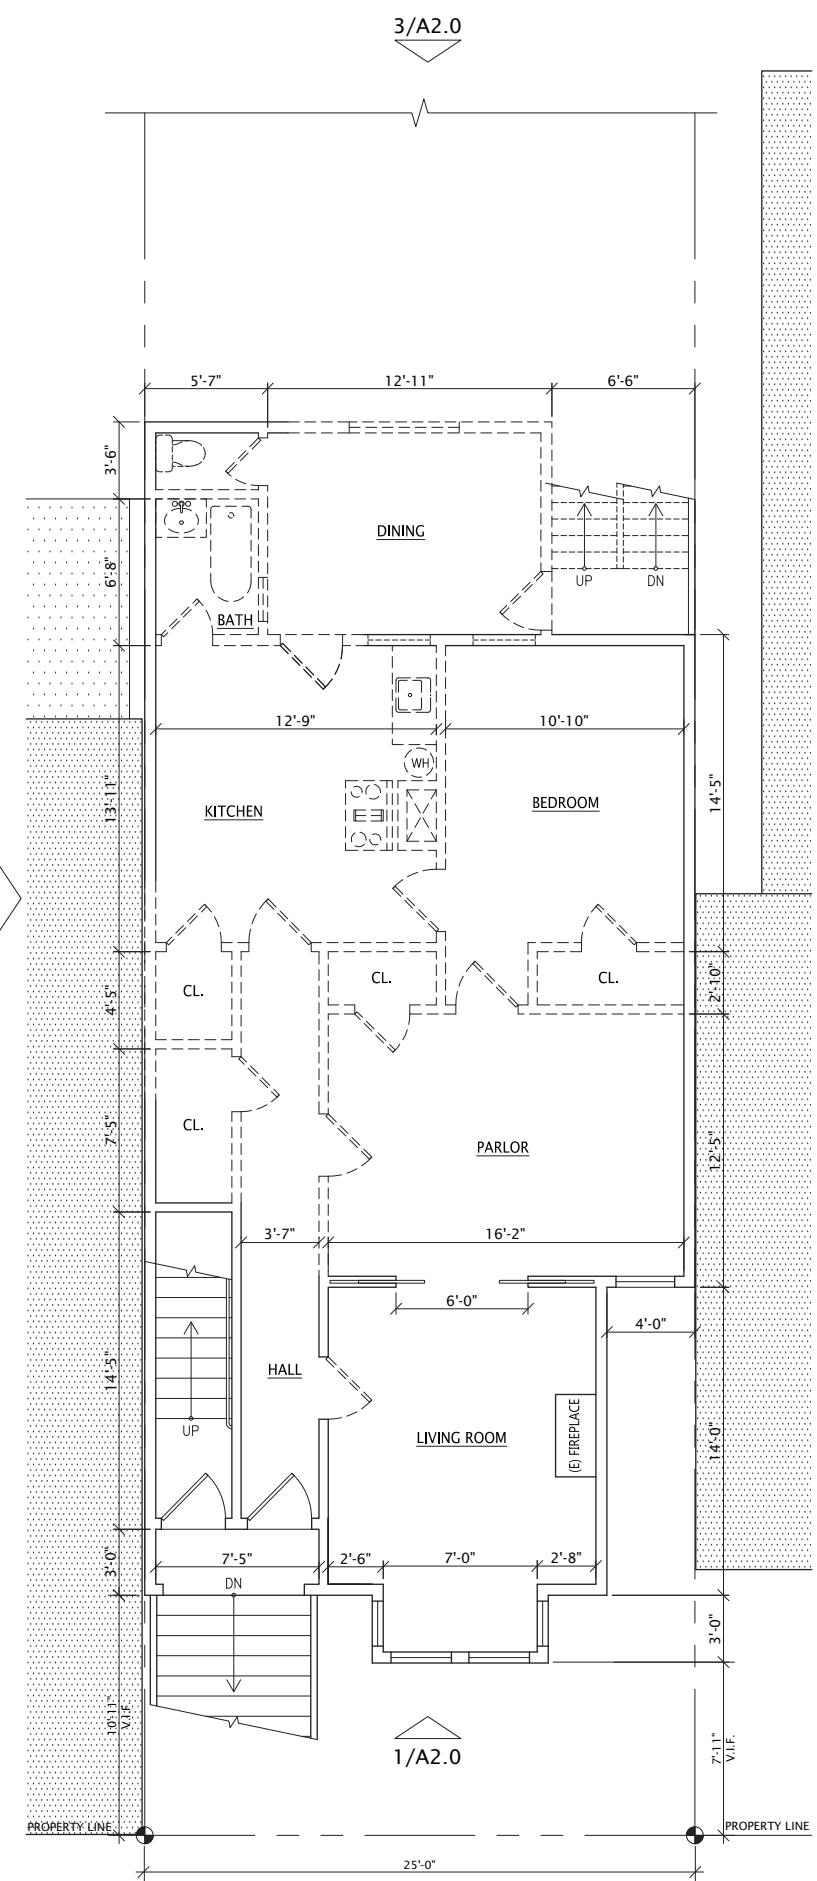 3/A2.0
5'-7"
12'-11"
6'-6"
3'-6"
DINING
6'-8"
UP
DN
BATH
12'-9"
10'-10"
WH
13'-11"
KITCHEN
BEDROOM
14'-5"
CL.
CL.
CL.
4'-5"
2'-10"
CL.
7'-5"
PARLOR
12'-5"
3'-7"
16'-2"
6'-0"
4'-0"
14'-5"
HALL
UP
LIVING ROOM
(E) FIREPLACE
14'-0"
3'-0"
7'-5"
2'-6"
7'-0"
2'-8"
DN
3'-0"
10'-11"
V.I.F.
1/A2.0
7'-11"
V.I.F.
PROPERTY LINE
PROPERTY LINE
25'-0"